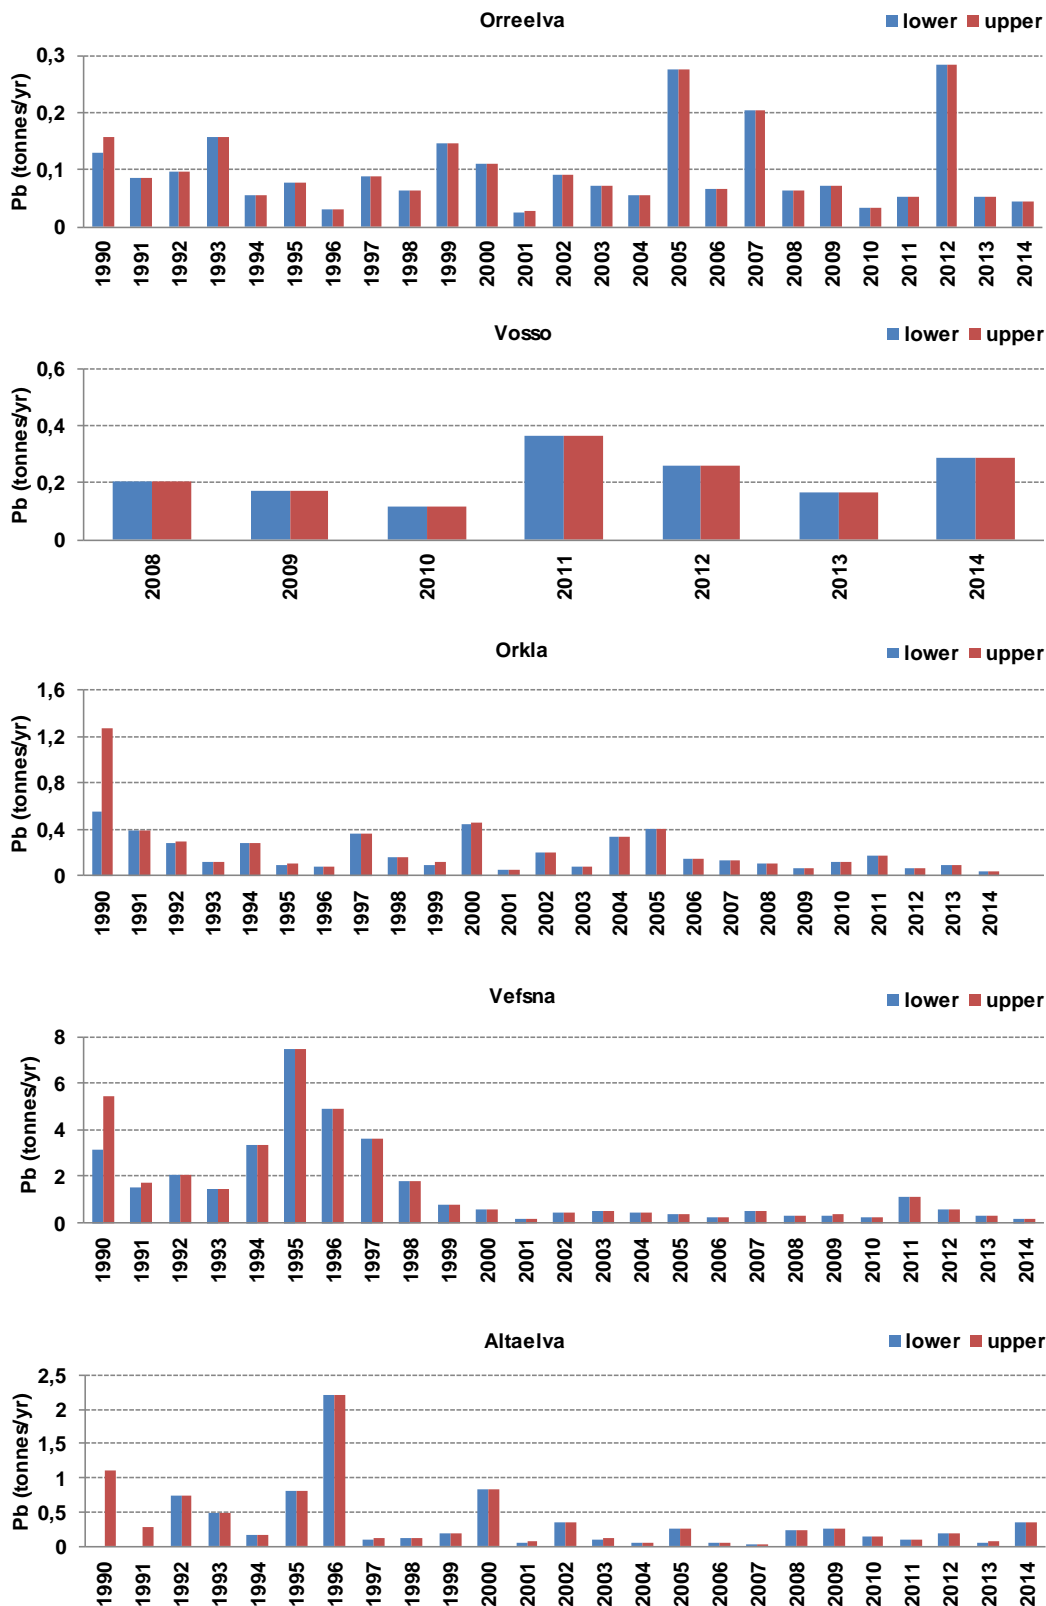 Orreelva
lower upper
Pb (tonnes/yr)
0,3
0,2
0,1
0
1990 1991 1992 1993 1994 1995 1996 1997 1998 1999 2000 2001 2002 2003 2004 2005 2006 2007 2008 2009 2010 2011 2012 2013 2014
Vosso
lower upper
Pb (tonnes/yr)
0,6
0,4
0,2
0
2008 2009 2010 2011 2012 2013 2014
Orkla
lower upper
Pb (tonnes/yr)
1,6
1,2
0,8
0,4
0
1990 1991 1992 1993 1994 1995 1996 1997 1998 1999 2000 2001 2002 2003 2004 2005 2006 2007 2008 2009 2010 2011 2012 2013 2014
Vefsna
lower upper
Pb (tonnes/yr)
8
6
4
2
0
1990 1991 1992 1993 1994 1995 1996 1997 1998 1999 2000 2001 2002 2003 2004 2005 2006 2007 2008 2009 2010 2011 2012 2013 2014
Altaelva
lower upper
Pb (tonnes/yr)
2,5
2
1,5
1
0,5
0
1990 1991 1992 1993 1994 1995 1996 1997 1998 1999 2000 2001 2002 2003 2004 2005 2006 2007 2008 2009 2010 2011 2012 2013 2014